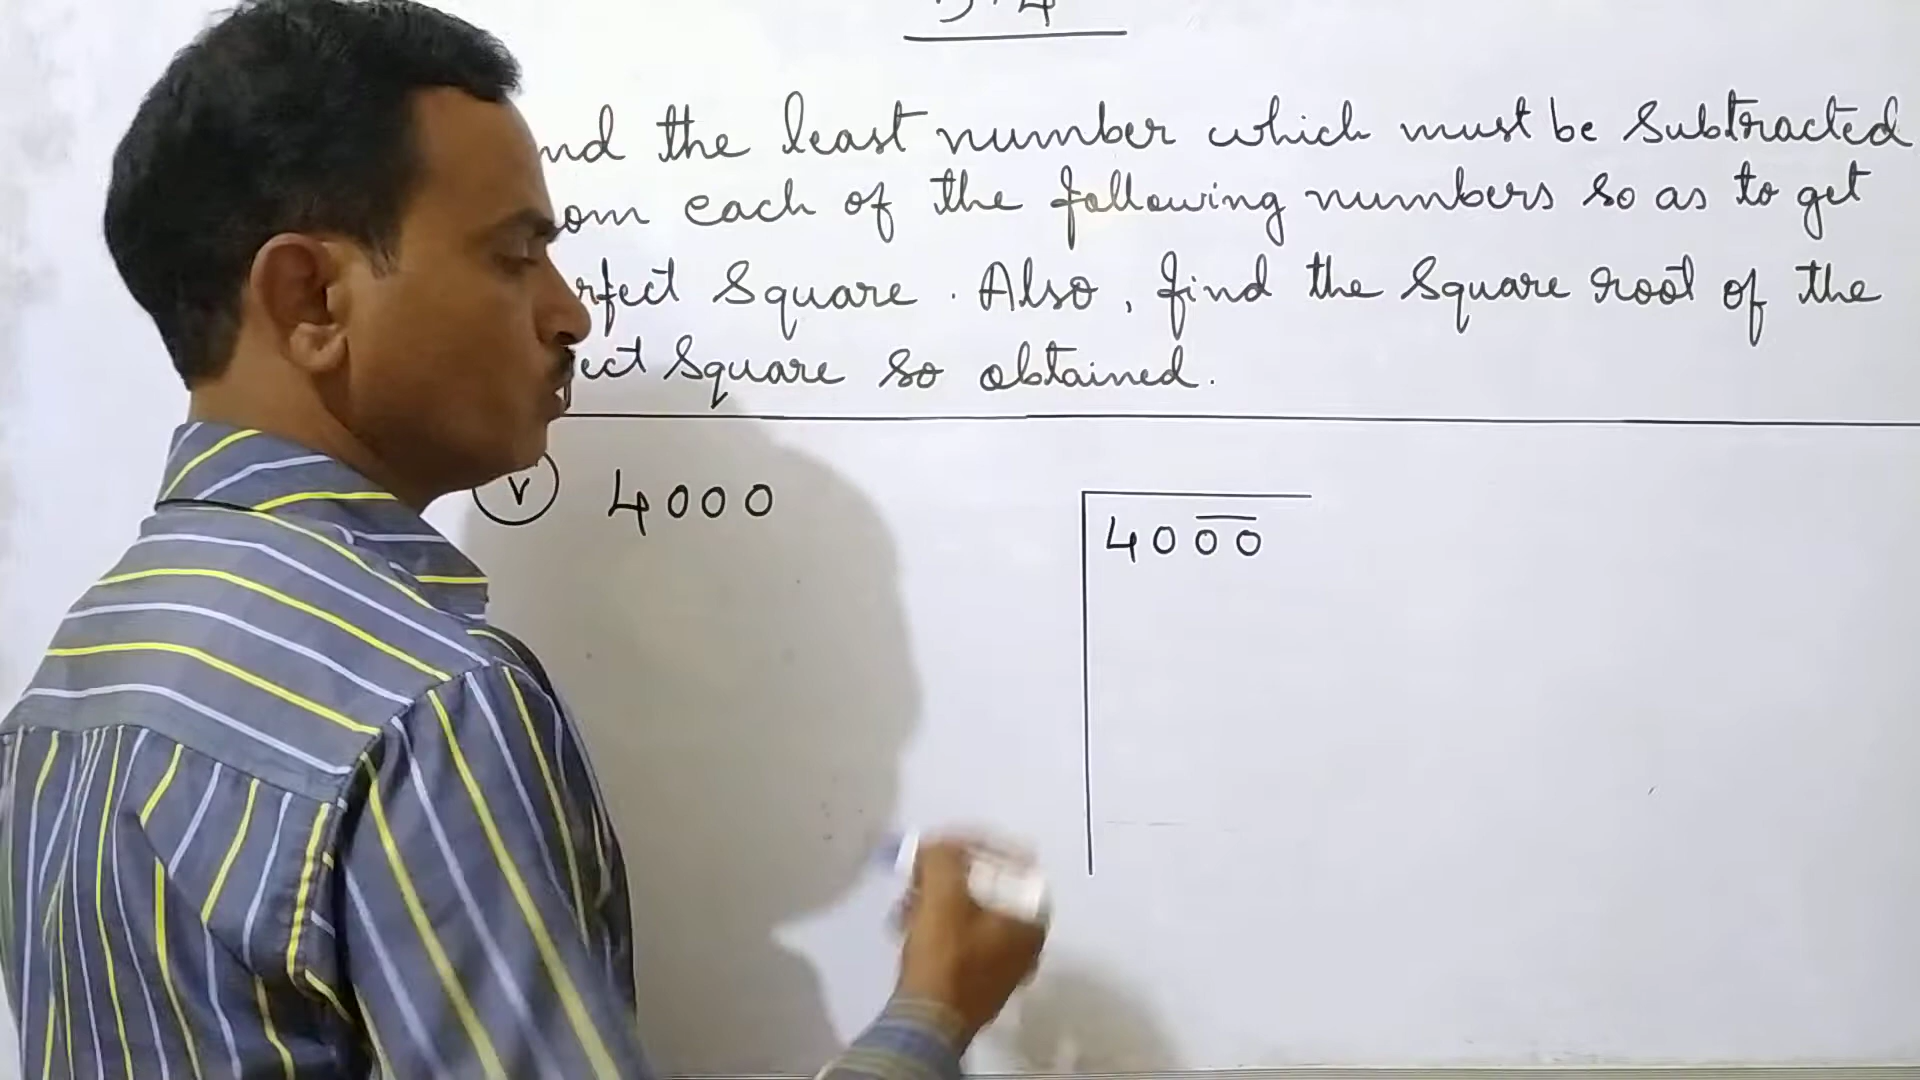 nd the least number which must be subtracted
om each of the following numbers so as to get
rfect square. Also, find the square root of the
ect square so obtained.
(v) 4000
4000